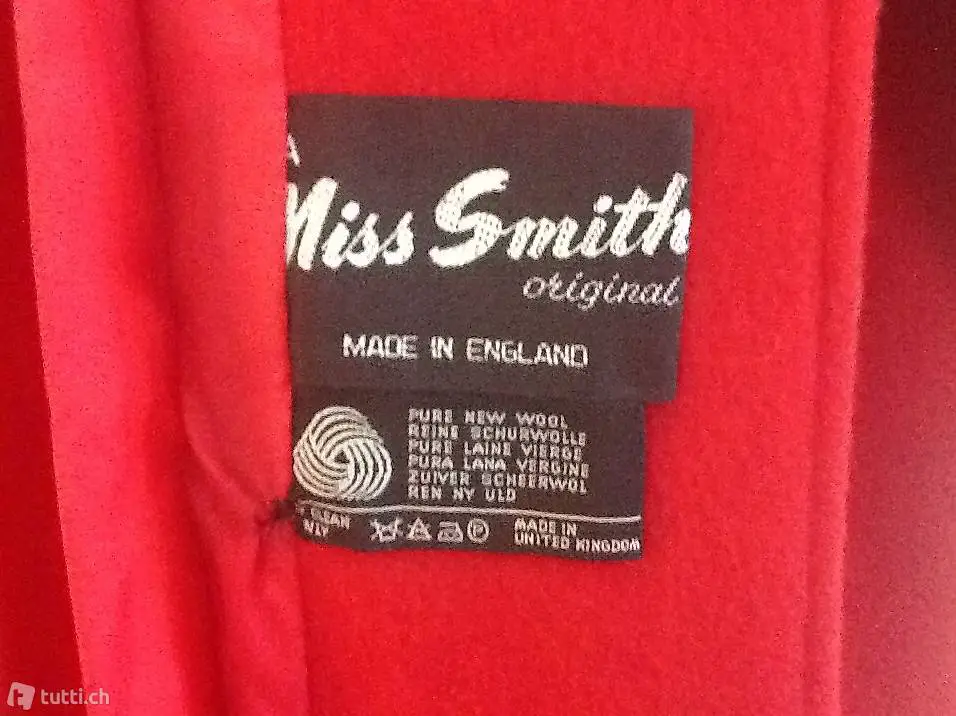 A
Miss Smith
original
MADE IN ENGLAND
PURE NEW WOOL
REINE SCHURWOLLE
PURE LAINE VIERGE
PURA LANA VERGINE
ZUIVER SCHEERWOL
REN NY ULD
CLEAN
MADE IN
UNITED KINGDOM
P
tutti.ch